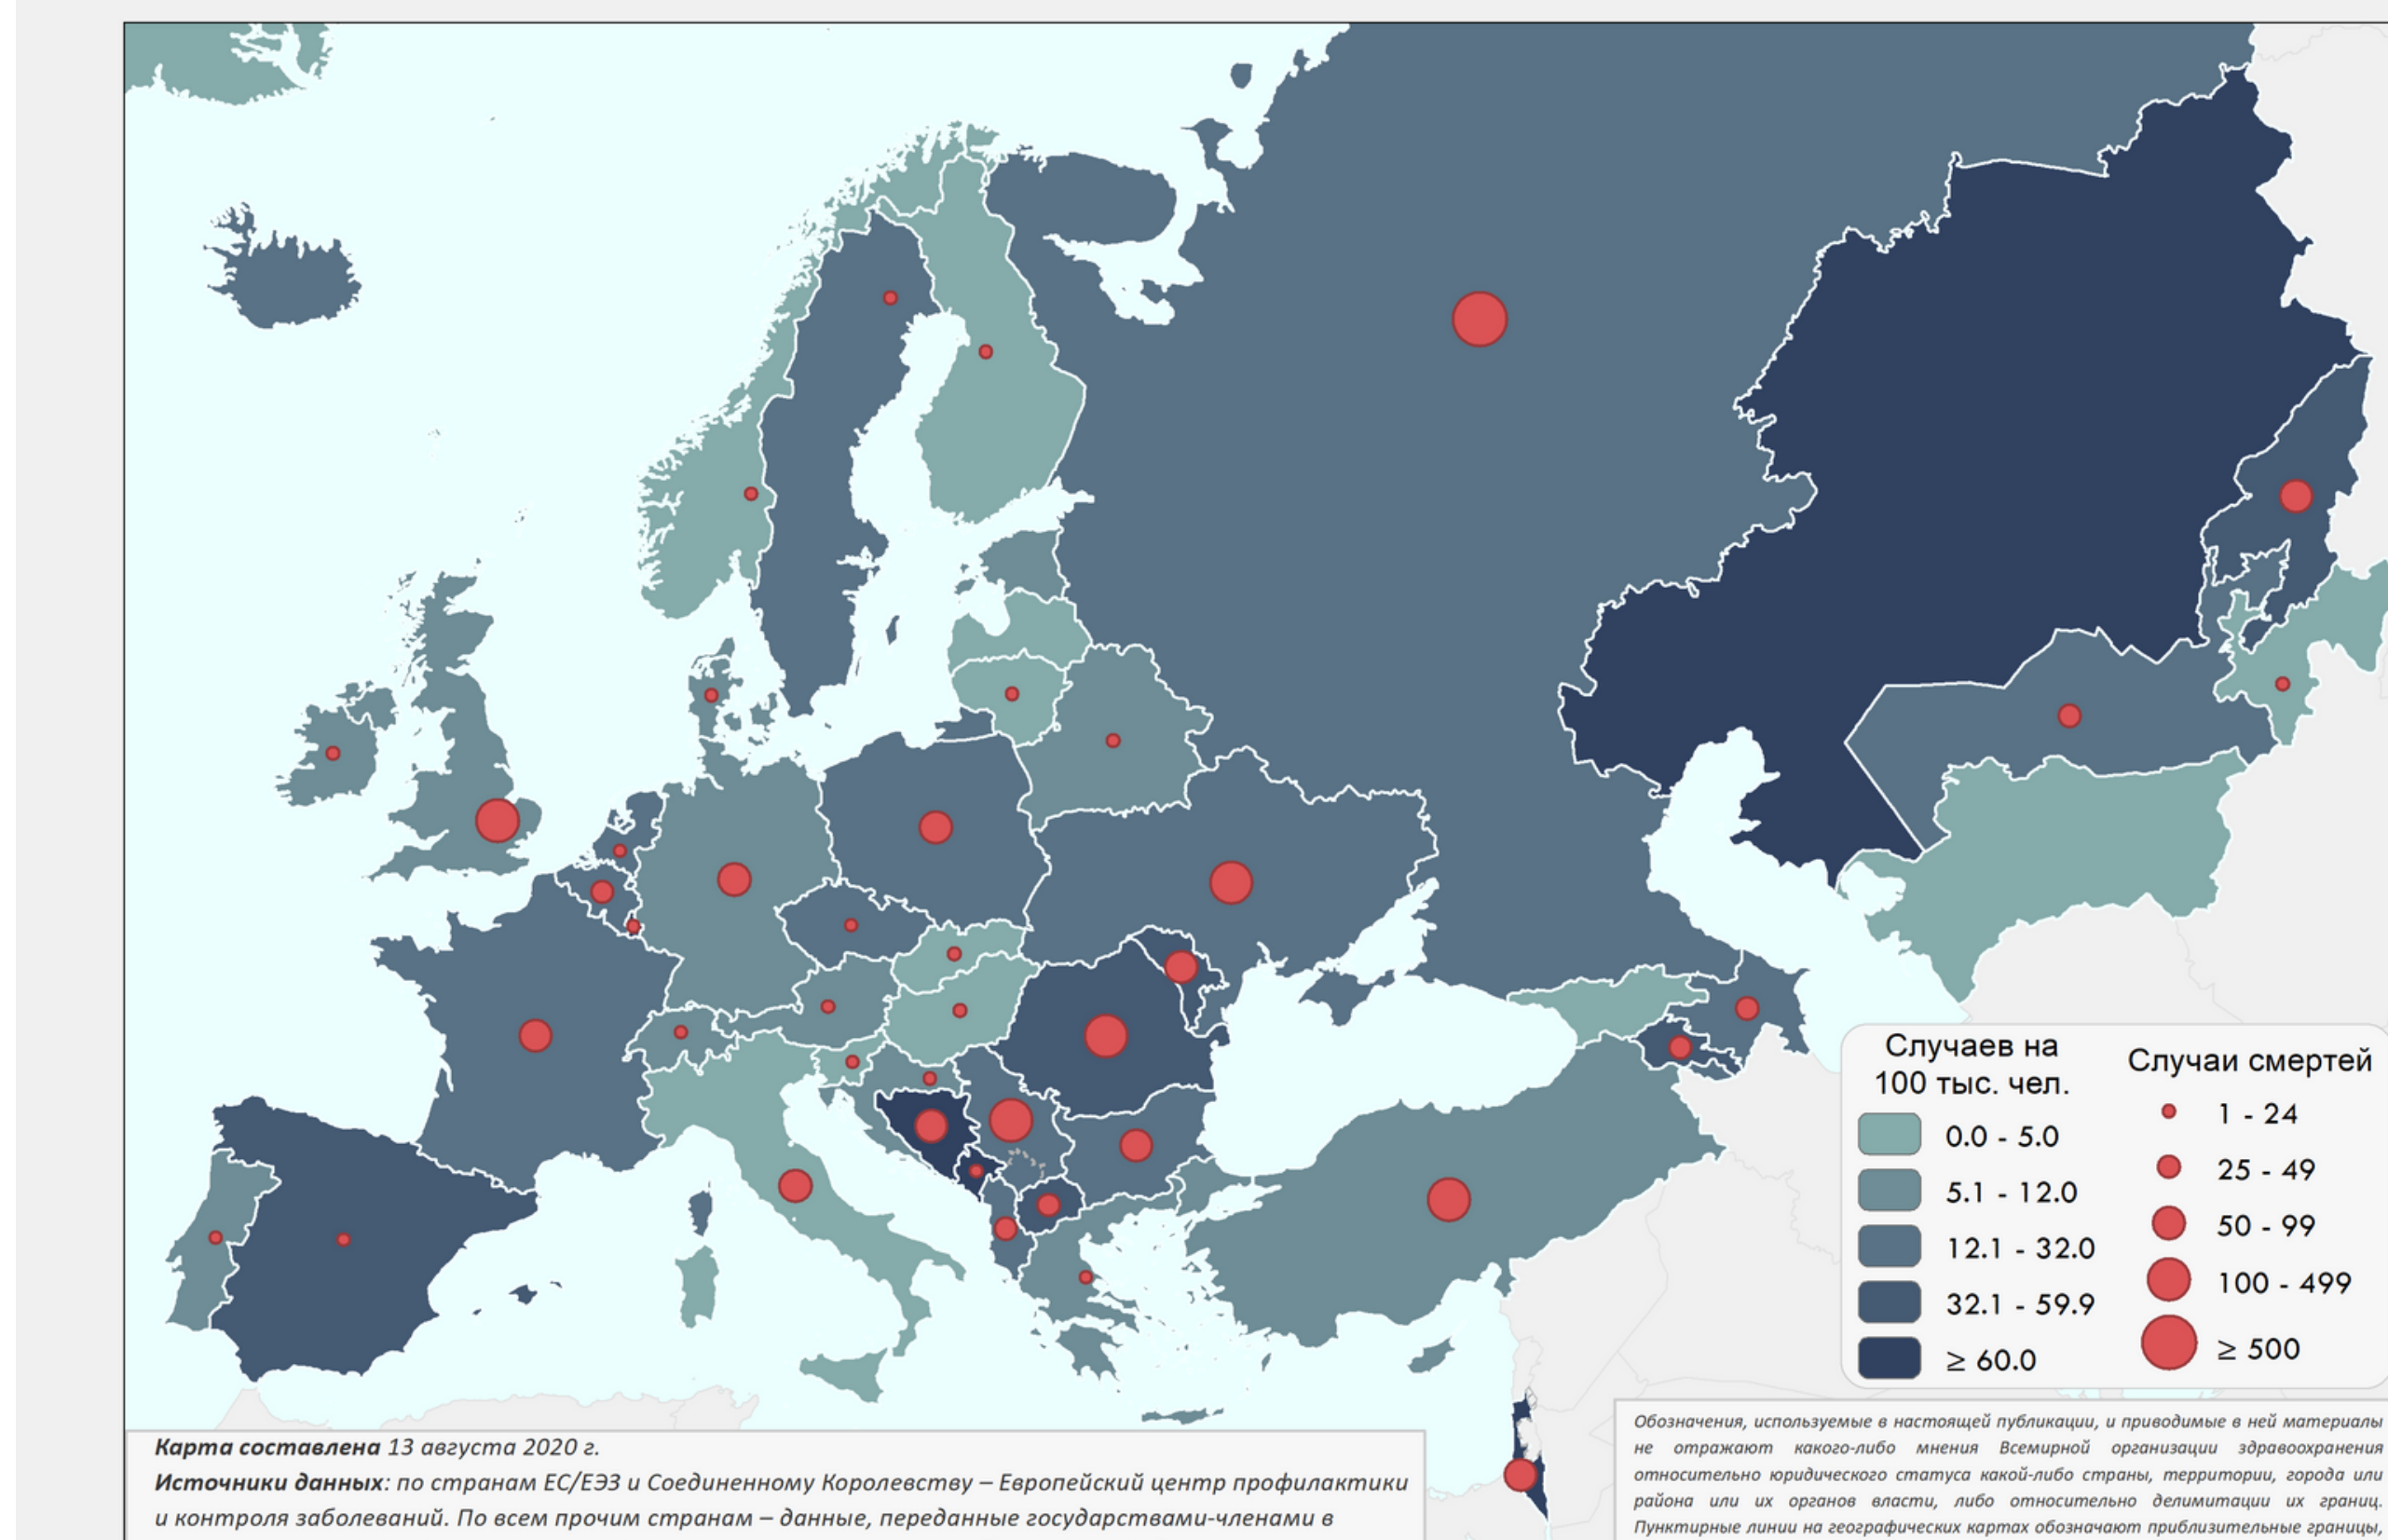 Случаев на
100 тыс. чел.
0.0 - 5.0
5.1 - 12.0
12.1 - 32.0
32.1 - 59.9
≥ 60.0
Случаи смертей
1 - 24
25 - 49
50 - 99
100 - 499
≥ 500
Карта составлена 13 августа 2020 г.
Источники данных: по странам ЕС/ЕЭЗ и Соединенному Королевству – Европейский центр профилактики
и контроля заболеваний. По всем прочим странам – данные, переданные государствами-членами в
Обозначения, используемые в настоящей публикации, и приводимые в ней материалы
не отражают какого-либо мнения Всемирной организации здравоохранения
относительно юридического статуса какой-либо страны, территории, города или
района или их органов власти, либо относительно делимитации их границ.
Пунктирные линии на географических картах обозначают приблизительные границы,